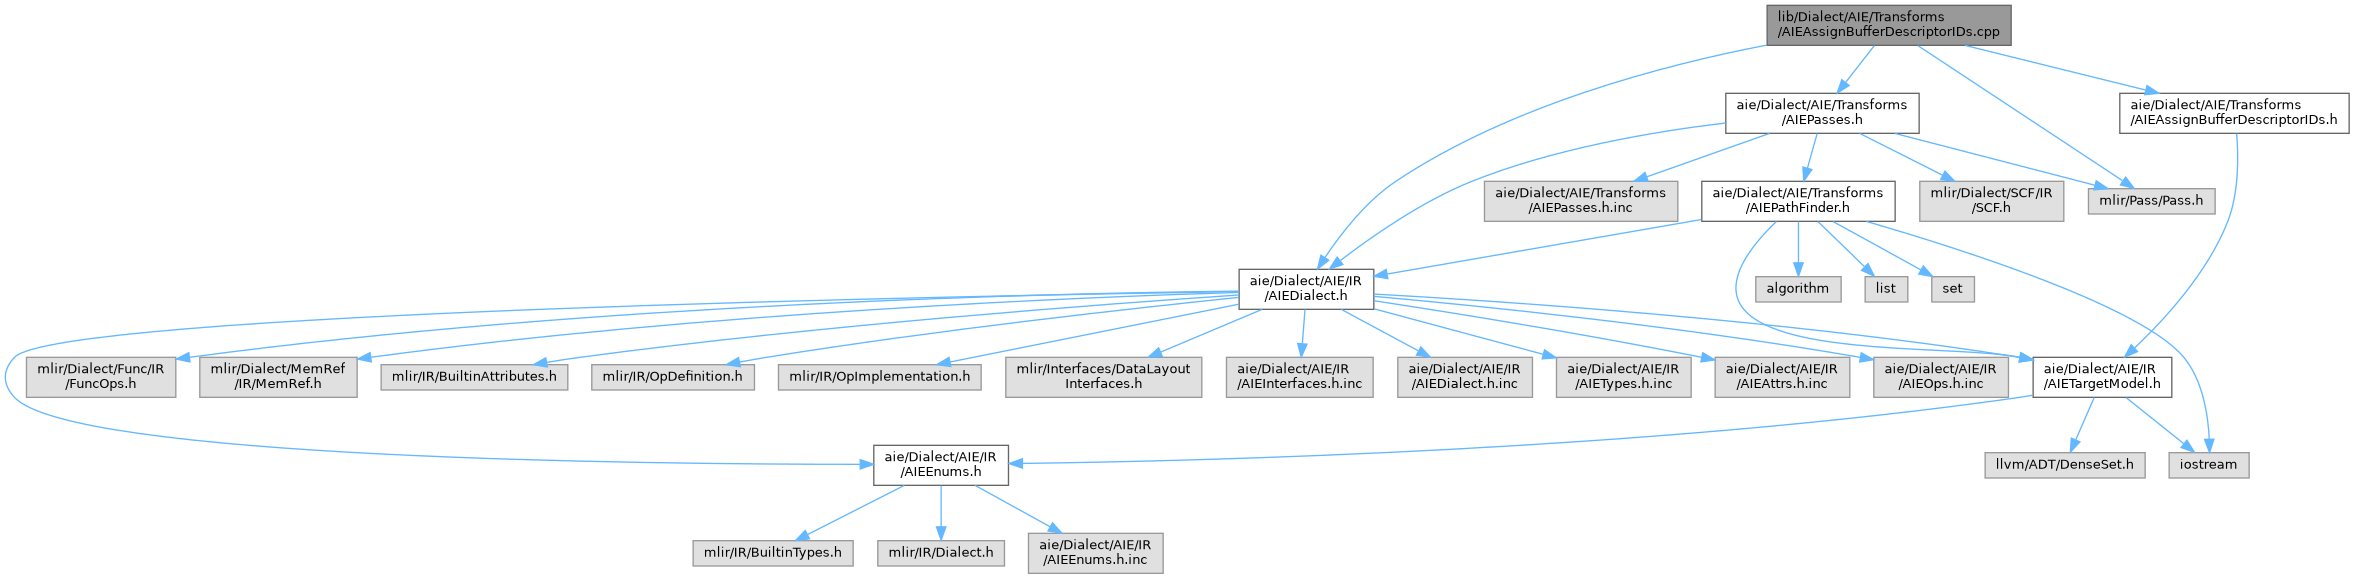 lib/Dialect/AIE/Transforms
/AIEAssignBufferDescriptorIDs.cpp
aie/Dialect/AIE/Transforms
/AIEPasses.h
aie/Dialect/AIE/Transforms
/AIEAssignBufferDescriptorIDs.h
aie/Dialect/AIE/Transforms
/AIEPasses.h.inc
aie/Dialect/AIE/Transforms
/AIEPathFinder.h
mlir/Dialect/SCF/IR
/SCF.h
mlir/Pass/Pass.h
aie/Dialect/AIE/IR
/AIEDialect.h
algorithm
list
set
mlir/Dialect/Func/IR
/FuncOps.h
mlir/Dialect/MemRef
/IR/MemRef.h
mlir/IR/BuiltinAttributes.h
mlir/IR/OpDefinition.h
mlir/IR/OpImplementation.h
mlir/Interfaces/DataLayout
Interfaces.h
aie/Dialect/AIE/IR
/AIEInterfaces.h.inc
aie/Dialect/AIE/IR
/AIEDialect.h.inc
aie/Dialect/AIE/IR
/AIETypes.h.inc
aie/Dialect/AIE/IR
/AIEAttrs.h.inc
aie/Dialect/AIE/IR
/AIEOps.h.inc
aie/Dialect/AIE/IR
/AIETargetModel.h
aie/Dialect/AIE/IR
/AIEEnums.h
llvm/ADT/DenseSet.h
iostream
mlir/IR/BuiltinTypes.h
mlir/IR/Dialect.h
aie/Dialect/AIE/IR
/AIEEnums.h.inc